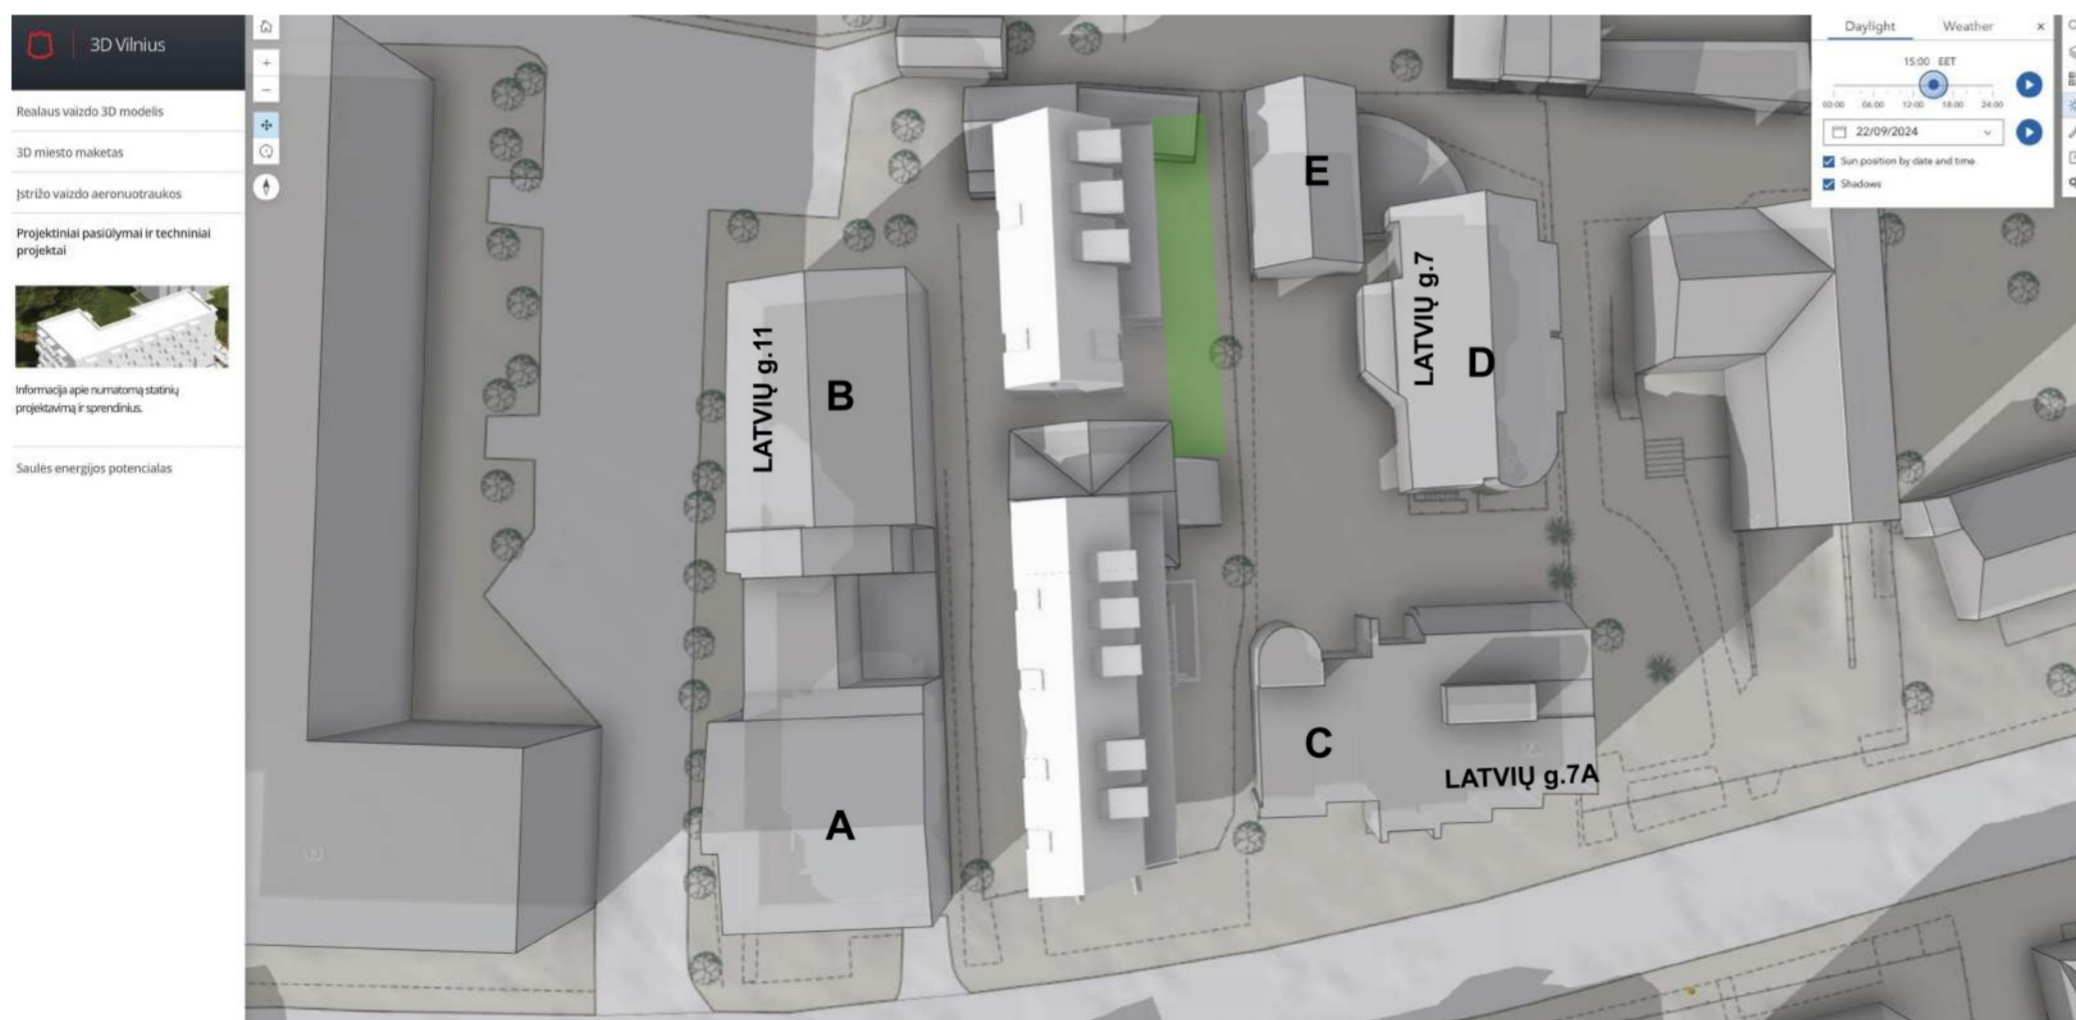 3D Vilnius
Realaus vaizdo 3D modelis
3D miesto maketas
Įstrižo vaizdo aeronuotraukos
Projektiniai pasiūlymai ir techniniai
projektai
Informacija apie numatomą statinių
projektavimą ir sprendinius.
Saulės energijos potencialas
Daylight Weather ×
15:00 EET
00:00 06:00 12:00 18:00 24:00
22/09/2024
Sun position by date and time
Shadows
E
LATVIŲ g.7
D
LATVIŲ g.11
B
C
LATVIŲ g.7A
A